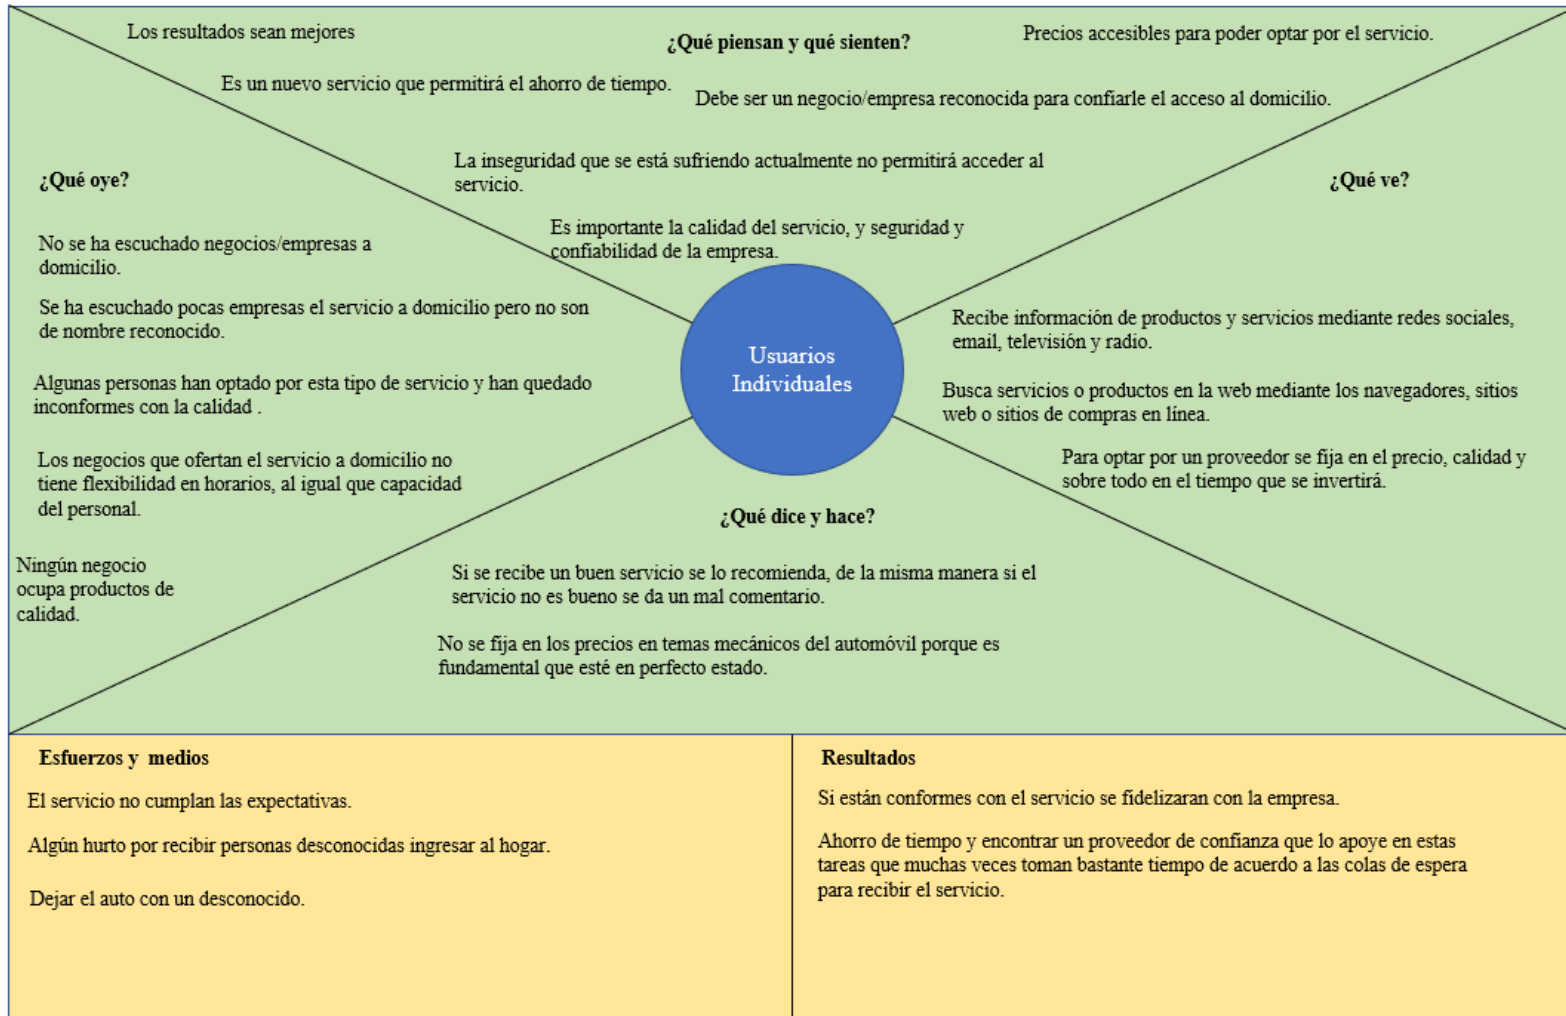 Los resultados sean mejores
¿Qué piensan y qué sienten?
Precios accesibles para poder optar por el servicio.
Es un nuevo servicio que permitirá el ahorro de tiempo.
Debe ser un negocio/empresa reconocida para confiarle el acceso al domicilio.
La inseguridad que se está sufriendo actualmente no permitirá acceder al
servicio.
Es importante la calidad del servicio, y seguridad y
confiabilidad de la empresa.
¿Qué oye?
No se ha escuchado negocios/empresas a
domicilio.
Se ha escuchado pocas empresas el servicio a domicilio pero no son
de nombre reconocido.
Algunas personas han optado por esta tipo de servicio y han quedado
inconformes con la calidad .
Los negocios que ofertan el servicio a domicilio no
tiene flexibilidad en horarios, al igual que capacidad
del personal.
Ningún negocio
ocupa productos de
calidad.
Usuarios
Individuales
¿Qué ve?
Recibe información de productos y servicios mediante redes sociales,
email, televisión y radio.
Busca servicios o productos en la web mediante los navegadores, sitios
web o sitios de compras en línea.
Para optar por un proveedor se fija en el precio, calidad y
sobre todo en el tiempo que se invertirá.
¿Qué dice y hace?
Si se recibe un buen servicio se lo recomienda, de la misma manera si el
servicio no es bueno se da un mal comentario.
No se fija en los precios en temas mecánicos del automóvil porque es
fundamental que esté en perfecto estado.
Esfuerzos y  medios
El servicio no cumplan las expectativas.
Algún hurto por recibir personas desconocidas ingresar al hogar.
Dejar el auto con un desconocido.
Resultados
Si están conformes con el servicio se fidelizaran con la empresa.
Ahorro de tiempo y encontrar un proveedor de confianza que lo apoye en estas
tareas que muchas veces toman bastante tiempo de acuerdo a las colas de espera
para recibir el servicio.